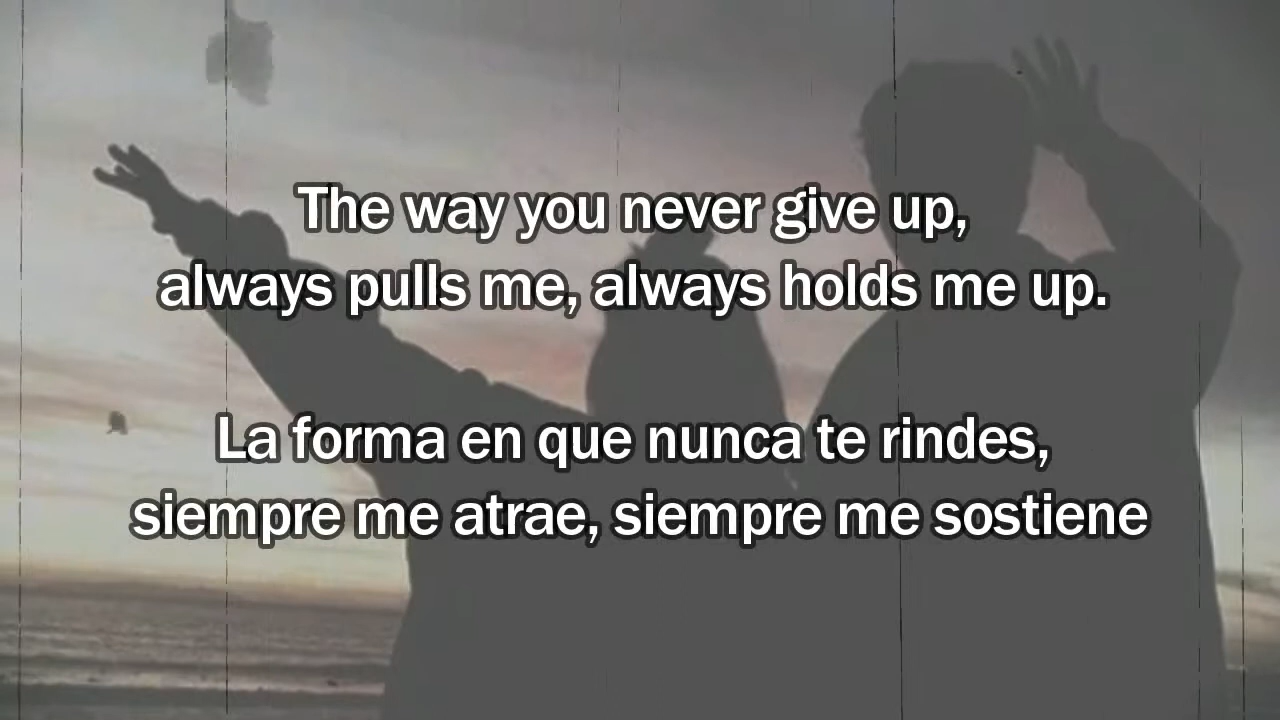 The way you never give up,
always pulls me, always holds me up.
La forma en que nunca te rindes,
siempre me atrae, siempre me sostiene